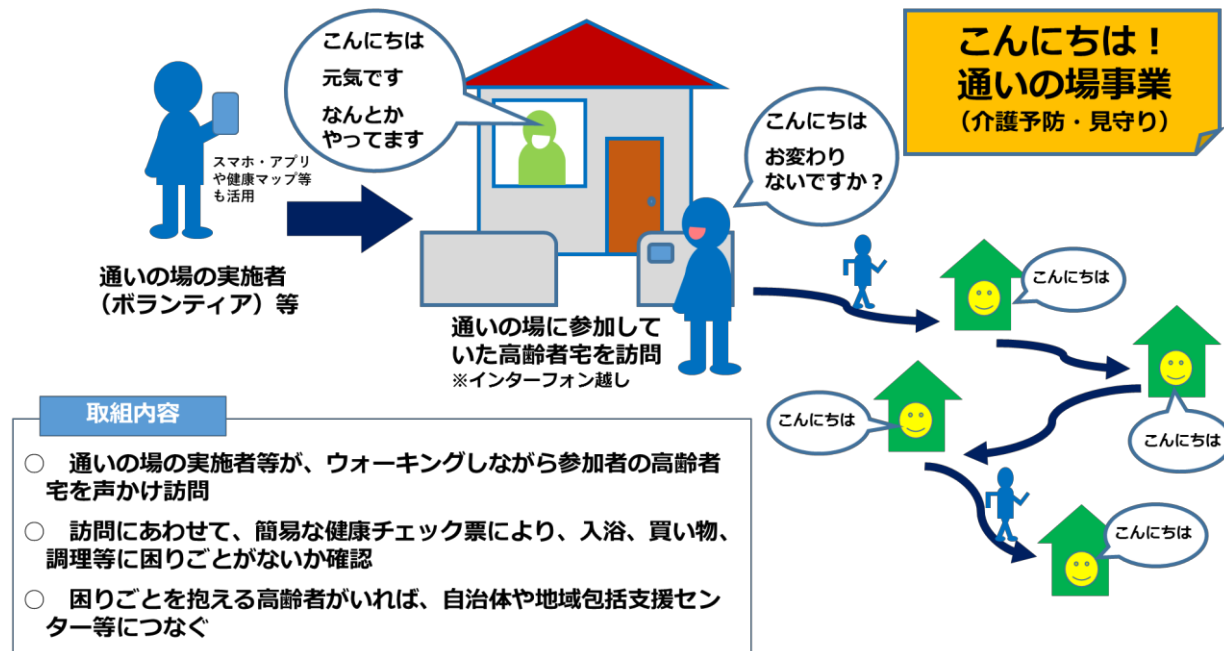 こんにちは！
通いの場事業
（介護予防・見守り）
こんにちは
元気です
なんとか
やってます
スマホ・アプリ
や健康マップ等
も活用
通いの場の実施者
（ボランティア）等
こんにちは
お変わり
ないですか？
通いの場に参加して
いた高齢者宅を訪問
※インターフォン越し
こんにちは
こんにちは
こんにちは
こんにちは
取組内容
○　通いの場の実施者等が、ウォーキングしながら参加者の高齢者
宅を声かけ訪問
○　訪問にあわせて、簡易な健康チェック票により、入浴、買い物、
調理等に困りごとがないか確認
○　困りごとを抱える高齢者がいれば、自治体や地域包括支援セン
ター等につなぐ